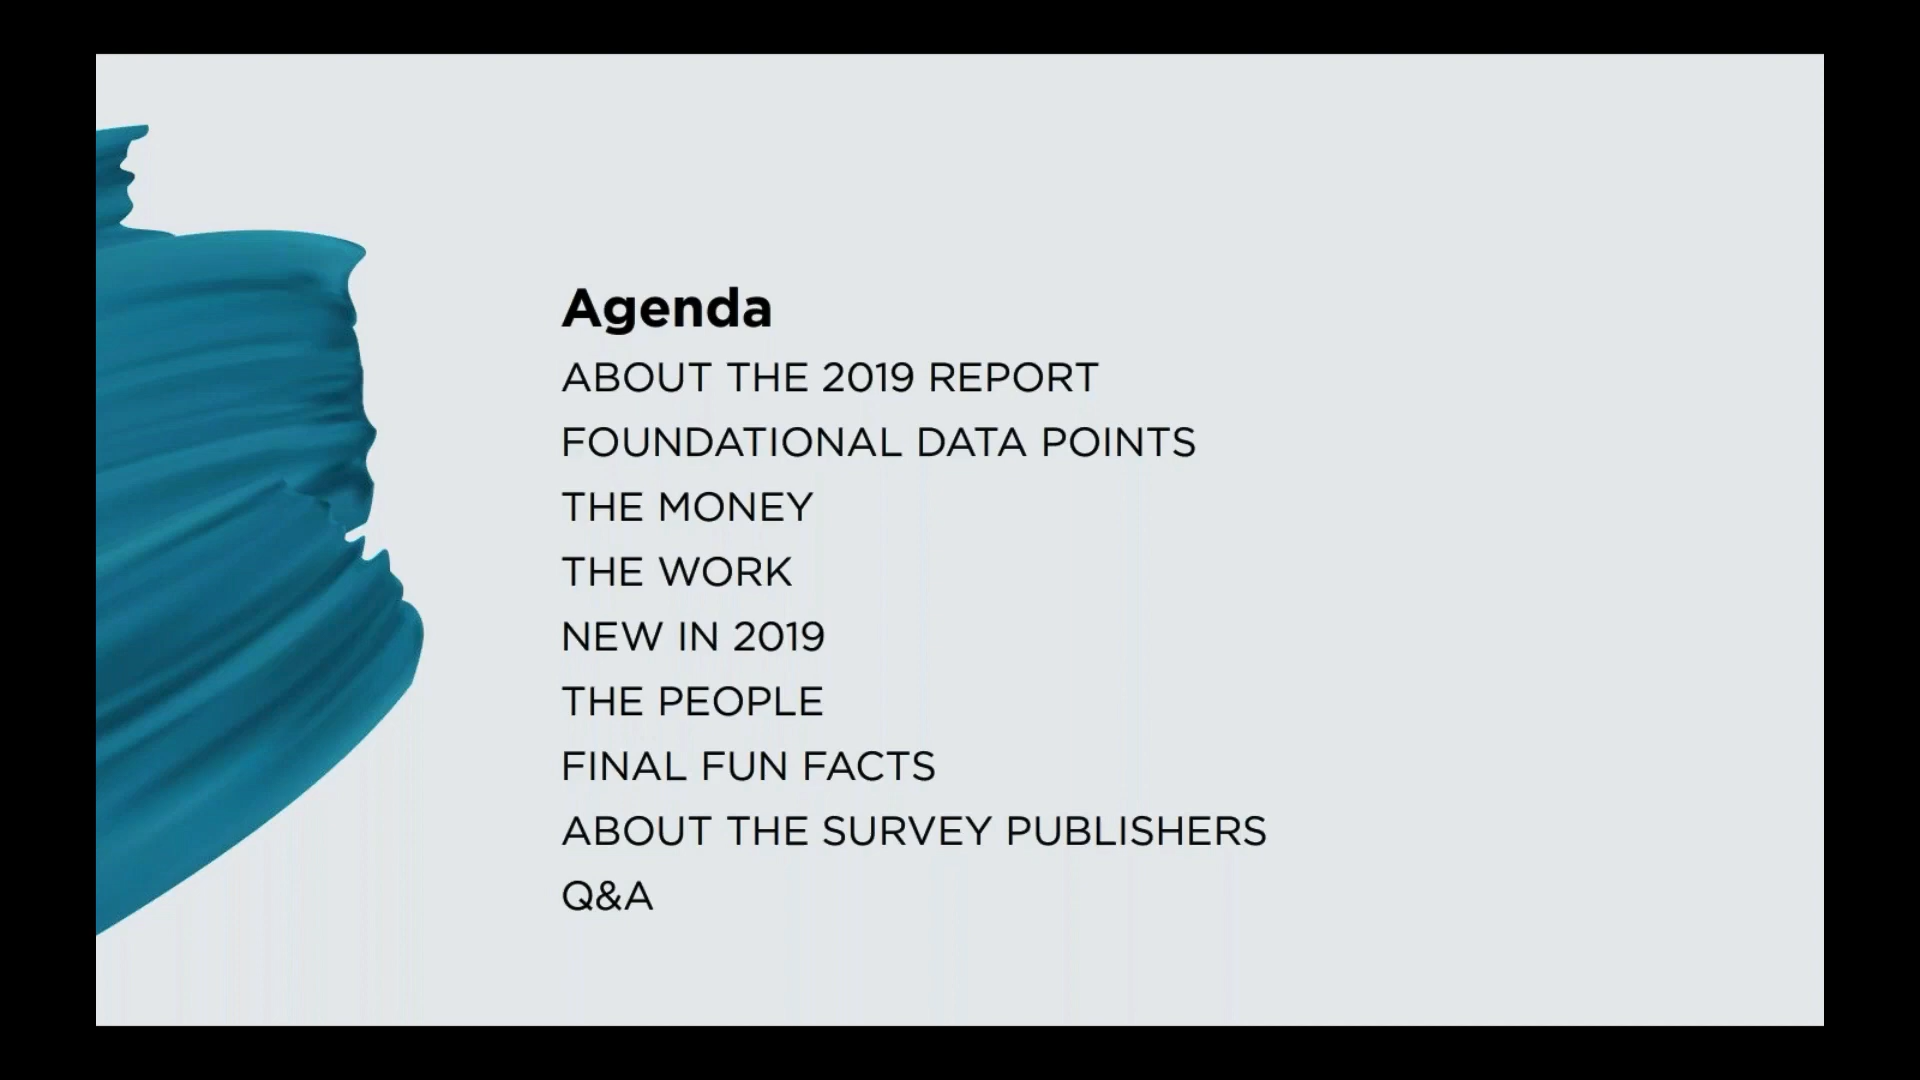 Agenda
ABOUT THE 2019 REPORT
FOUNDATIONAL DATA POINTS
THE MONEY
THE WORK
NEW IN 2019
THE PEOPLE
FINAL FUN FACTS
ABOUT THE SURVEY PUBLISHERS
Q&A